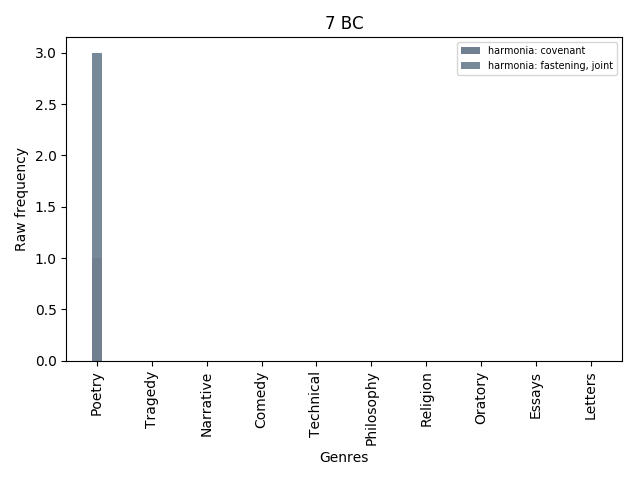 7 BC
harmonia: covenant
harmonia: fastening, joint
Raw frequency
3.0
2.5
2.0
1.5
1.0
0.5
0.0
Poetry
Tragedy
Narrative
Comedy
Technical
Philosophy
Religion
Oratory
Essays
Letters
Genres